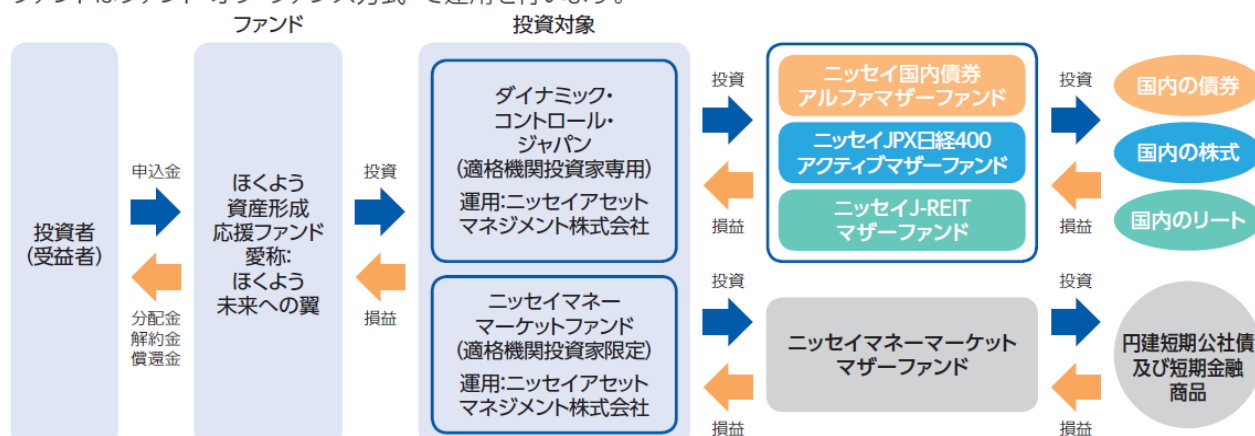 ファンド
投資対象
投資者
(受益者)
申込金
分配金
解約金
償還金
ほくよう
資産形成
応援ファンド
愛称:
ほくよう
未来への翼
投資
損益
ダイナミック・
コントロール・
ジャパン
(適格機関投資家専用)
運用:ニッセイアセット
マネジメント株式会社
ニッセイマネー
マーケットファンド
(適格機関投資家限定)
運用:ニッセイアセット
マネジメント株式会社
投資
損益
ニッセイ国内債券
アルファマザーファンド
ニッセイJPX日経400
アクティブマザーファンド
ニッセイJ-REIT
マザーファンド
投資
損益
国内の債券
国内の株式
国内のリート
投資
損益
ニッセイマネーマーケット
マザーファンド
投資
損益
円建短期公社債
及び短期金融
商品